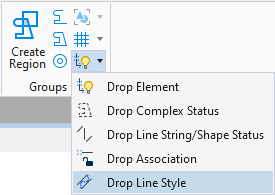 Create
Region
Groups
Drop Element
Drop Complex Status
Drop Line String/Shape Status
Drop Association
Drop Line Style